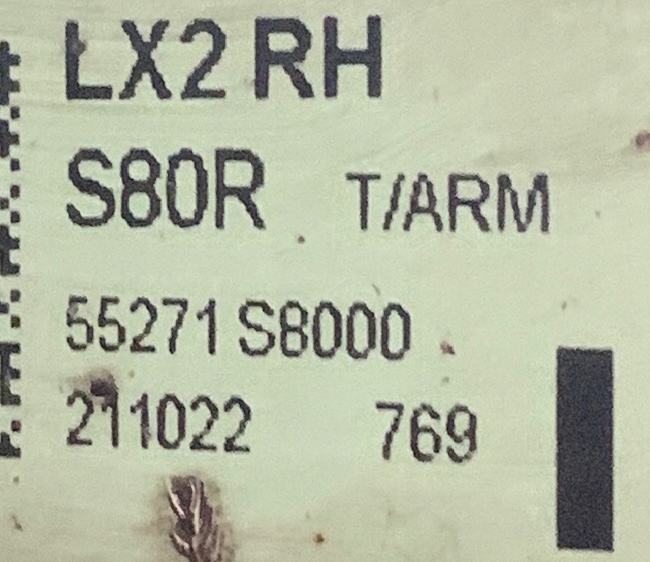 LX2 RH
S80R T/ARM
55271 S8000
211022 769